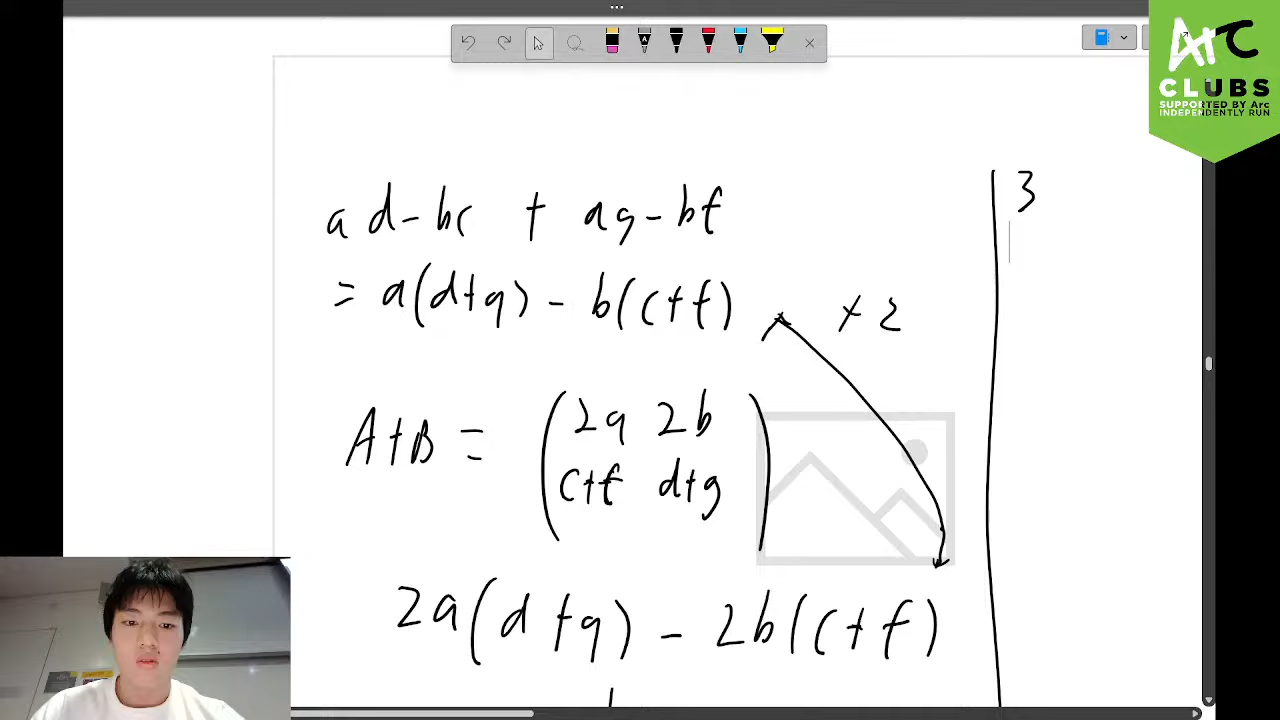 ArC
CLUBS
SUPPORTED BY Arc
INDEPENDENTLY RUN
ad-bc + ag-bf
= a(d+g) - b(c+f)
× 2
A+B = (2a 2b
c+f d+g)
2a(d+g) - 2b(c+f)
3